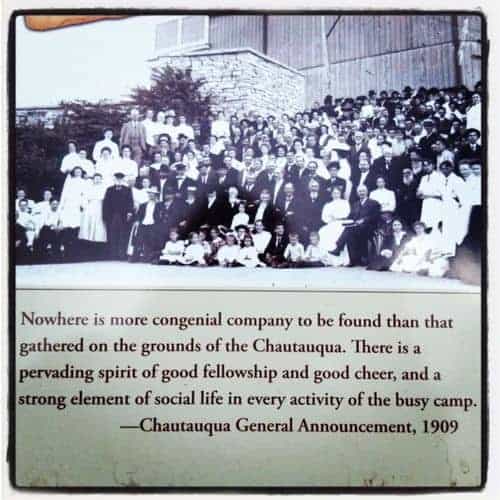 Nowhere is more congenial company to be found than that
gathered on the grounds of the Chautauqua. There is a
pervading spirit of good fellowship and good cheer, and a
strong element of social life in every activity of the busy camp.
—Chautauqua General Announcement, 1909